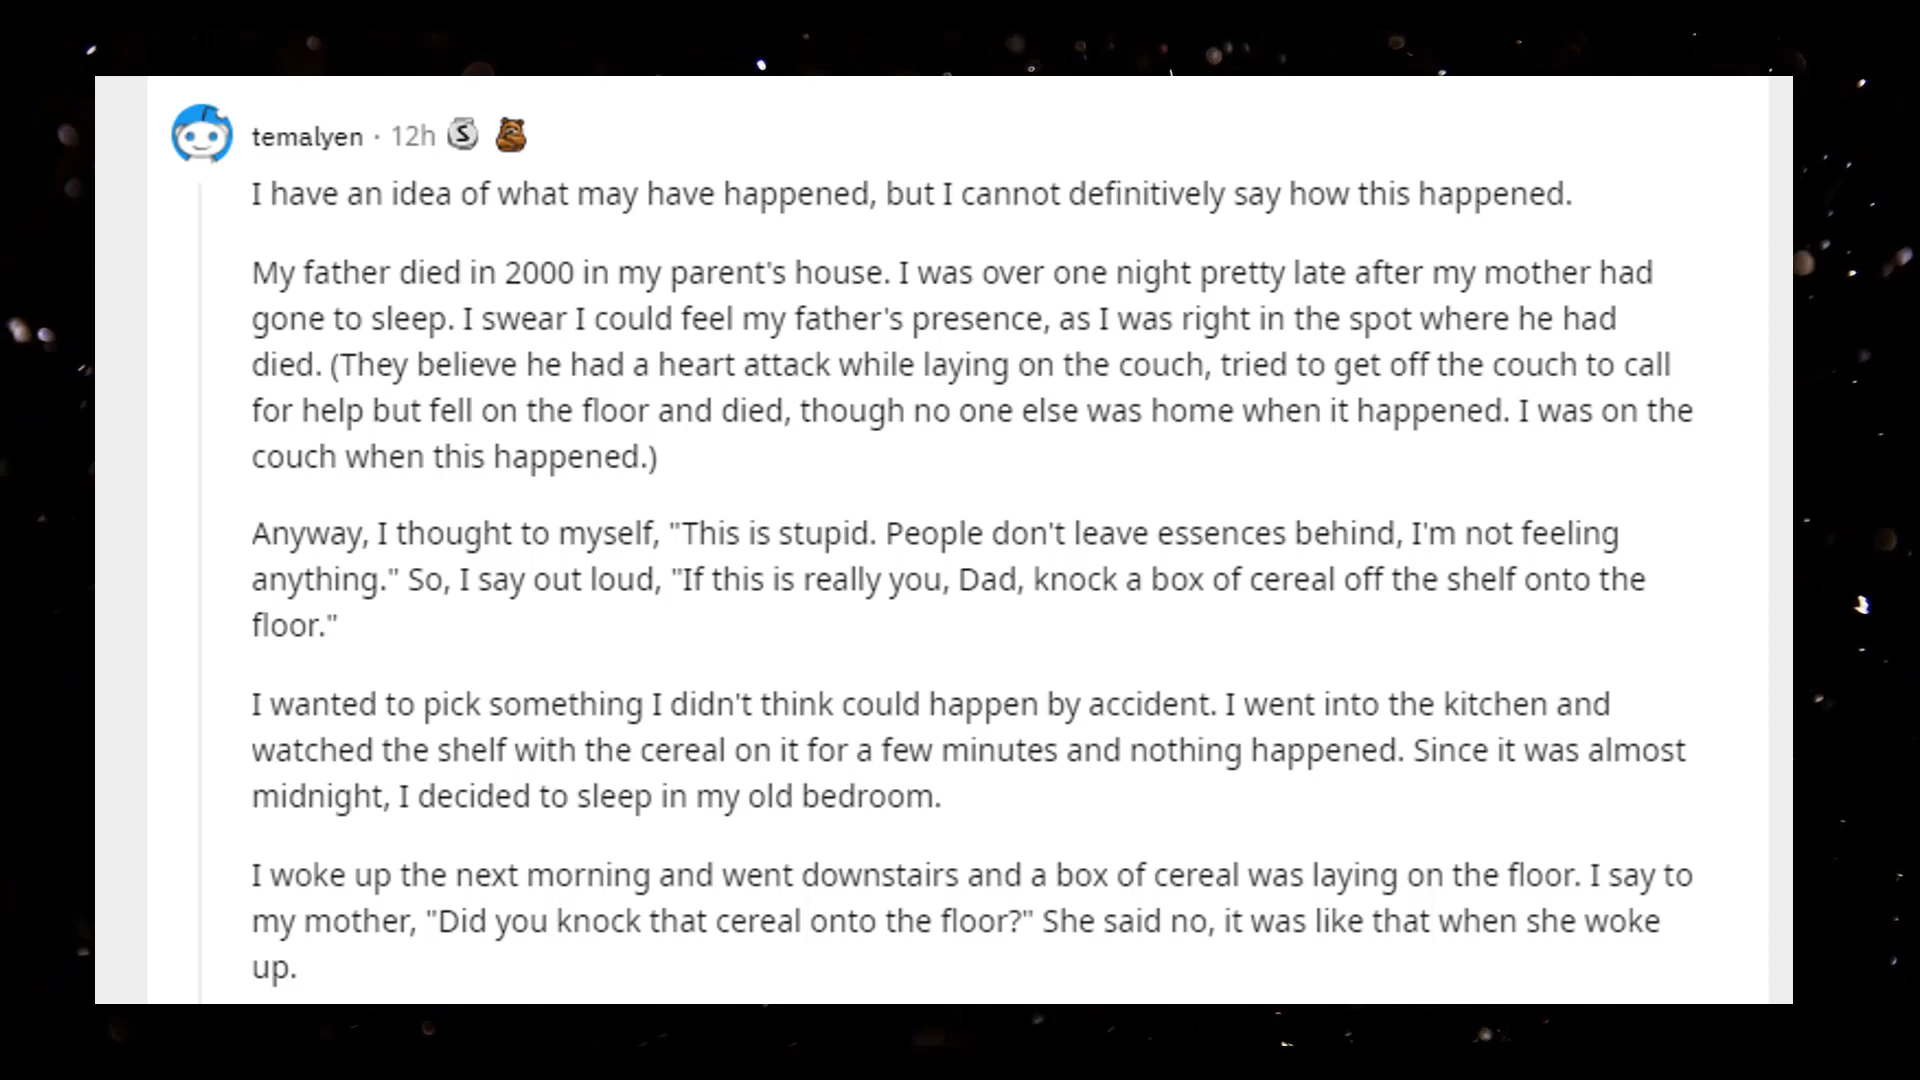 temalyen · 12h
I have an idea of what may have happened, but I cannot definitively say how this happened.
My father died in 2000 in my parent's house. I was over one night pretty late after my mother had
gone to sleep. I swear I could feel my father's presence, as I was right in the spot where he had
died. (They believe he had a heart attack while laying on the couch, tried to get off the couch to call
for help but fell on the floor and died, though no one else was home when it happened. I was on the
couch when this happened.)
Anyway, I thought to myself, "This is stupid. People don't leave essences behind, I'm not feeling
anything." So, I say out loud, "If this is really you, Dad, knock a box of cereal off the shelf onto the
floor."
I wanted to pick something I didn't think could happen by accident. I went into the kitchen and
watched the shelf with the cereal on it for a few minutes and nothing happened. Since it was almost
midnight, I decided to sleep in my old bedroom.
I woke up the next morning and went downstairs and a box of cereal was laying on the floor. I say to
my mother, "Did you knock that cereal onto the floor?" She said no, it was like that when she woke
up.